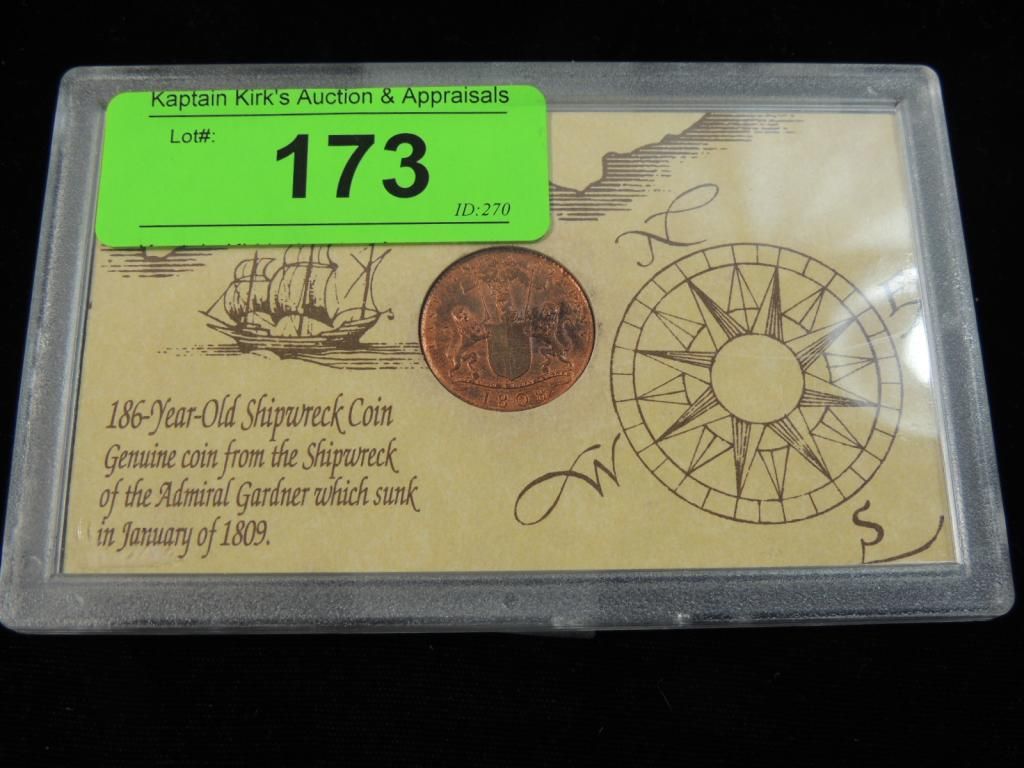 Kaptain Kirk's Auction & Appraisals
Lot#:
173
ID:270
N
E
W
S
1808
186-Year-Old Shipwreck Coin
Genuine coin from the Shipwreck
of the Admiral Gardner which sunk
in January of 1809.